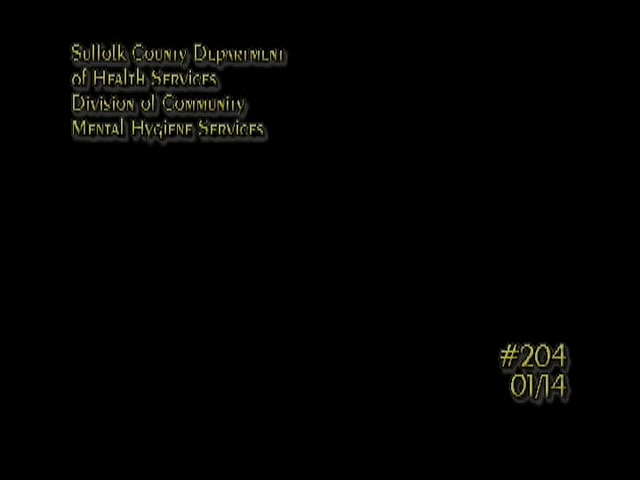 Suffolk County Department
of Health Services
Division of Community
Mental Hygiene Services
#204
01/14